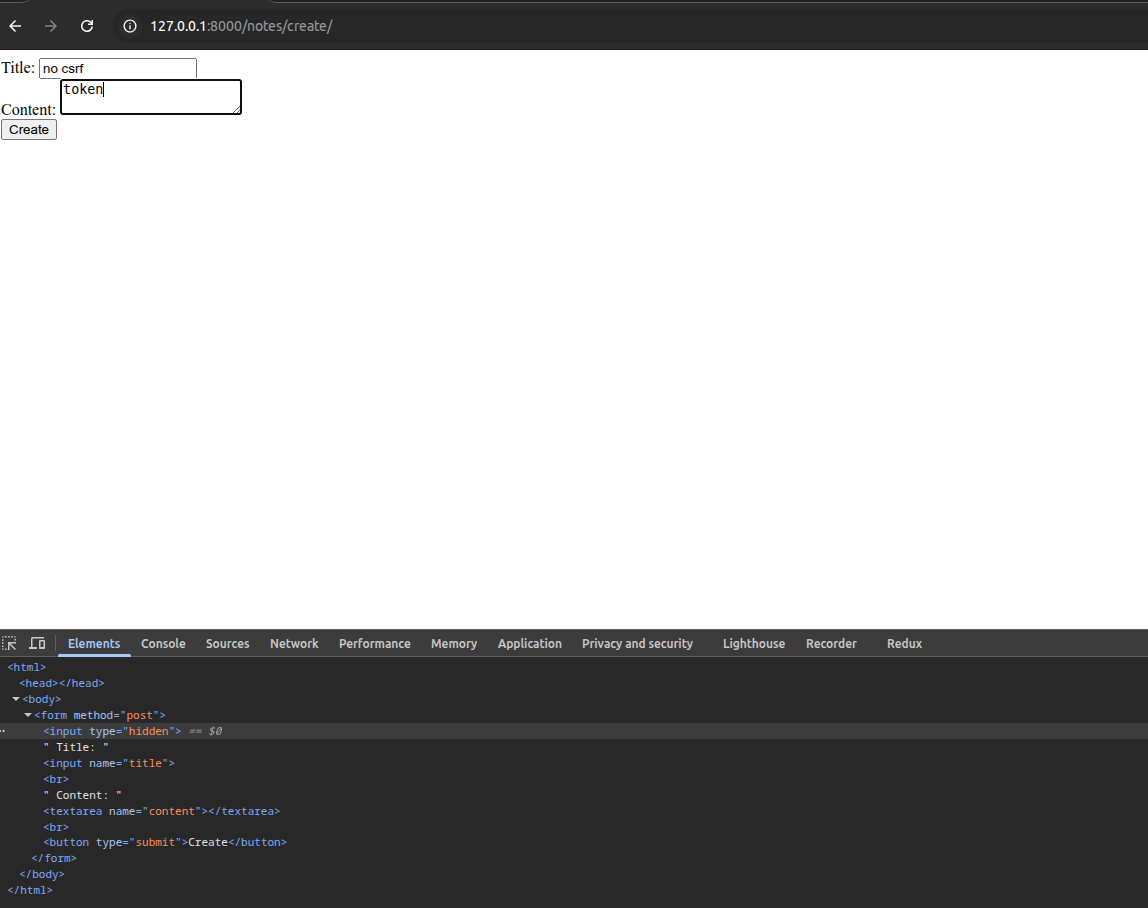 127.0.0.1:8000/notes/create/
Title: no csrf
Content: token
Create
Elements Console Sources Network Performance Memory Application Privacy and security Lighthouse Recorder Redux
<html>
<head></head>
<body>
<form method="post">
<input type="hidden"> == $0
" Title: "
<input name="title">
<br>
" Content: "
<textarea name="content"></textarea>
<br>
<button type="submit">Create</button>
</form>
</body>
</html>